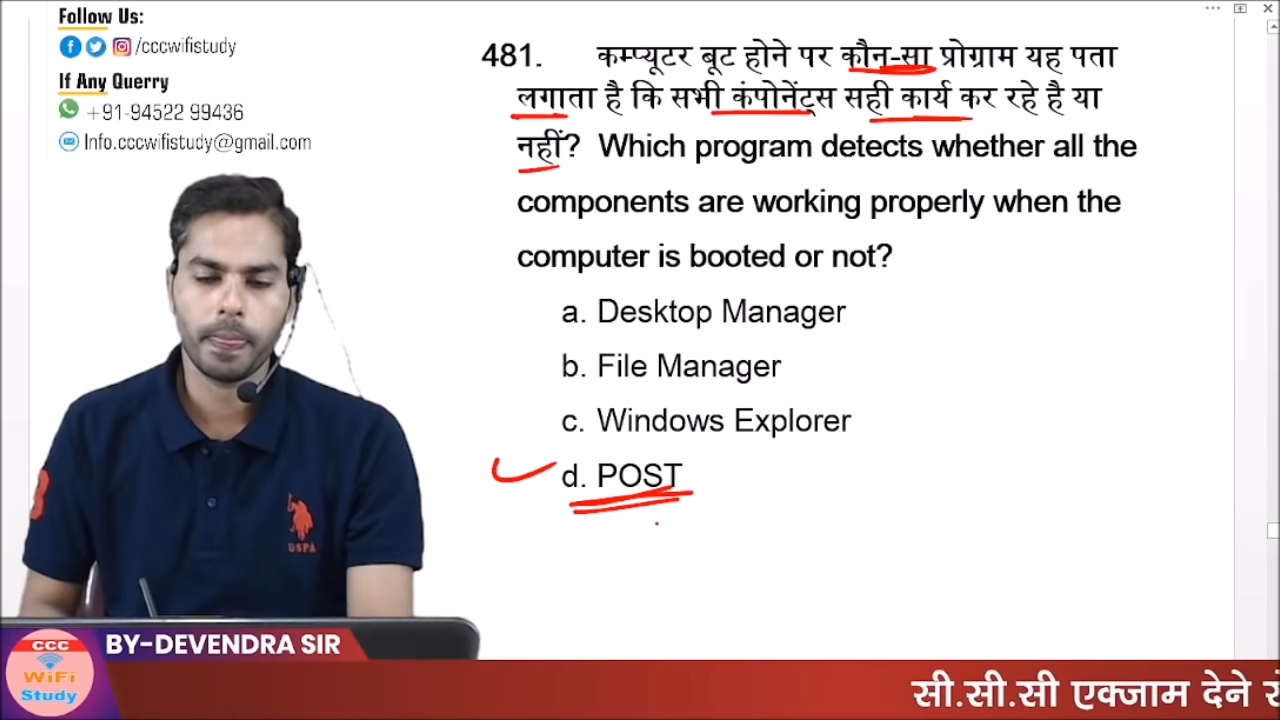 Follow Us:
/cccwifistudy
If Any Querry
+91-94522 99436
Info.cccwifistudy@gmail.com
481. कम्प्यूटर बूट होने पर कौन-सा प्रोग्राम यह पता
लगाता है कि सभी कंपोनेंट्स सही कार्य कर रहे है या
नहीं? Which program detects whether all the
components are working properly when the
computer is booted or not?
a. Desktop Manager
b. File Manager
c. Windows Explorer
d. POST
3
USPA
BY-DEVENDRA SIR
CCC
WiFi
Study
सी.सी.सी एक्जाम देने